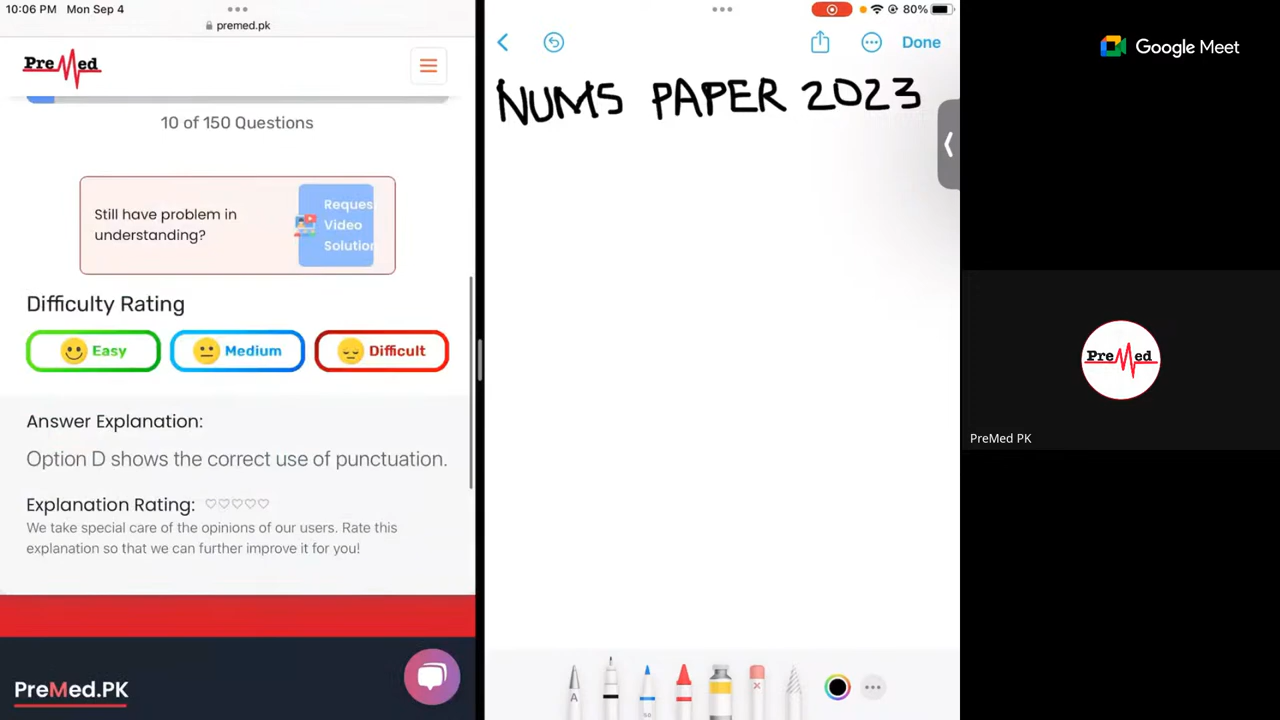 10:06 PM Mon Sep 4
premed.pk
PreMed
10 of 150 Questions
Still have problem in
understanding?
Reques
Video
Solution
Difficulty Rating
Easy
Medium
Difficult
Answer Explanation:
Option D shows the correct use of punctuation.
Explanation Rating:
We take special care of the opinions of our users. Rate this
explanation so that we can further improve it for you!
PreMed.PK
80%
Done
NUMS PAPER 2023
A
Google Meet
PreMed
PreMed PK